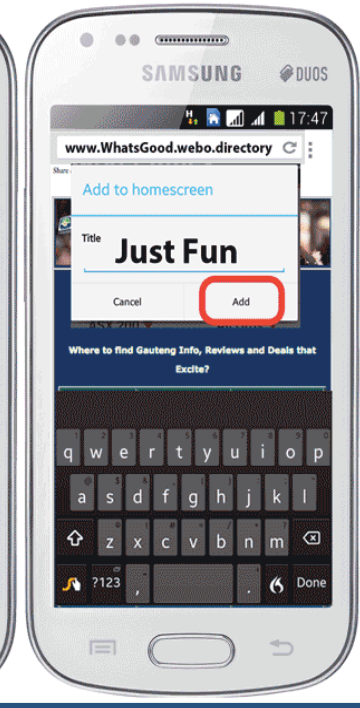 SAMSUNG DUOS
H 17:47
www.WhatsGood.webo.directory
Share
Add to homescreen
Title Just Fun
Cancel Add
Where to find Gauteng Info, Reviews and Deals that
Excite?
q w e r t y u i o p
a s d f g h j k l
z x c v b n m
?123 , . Done